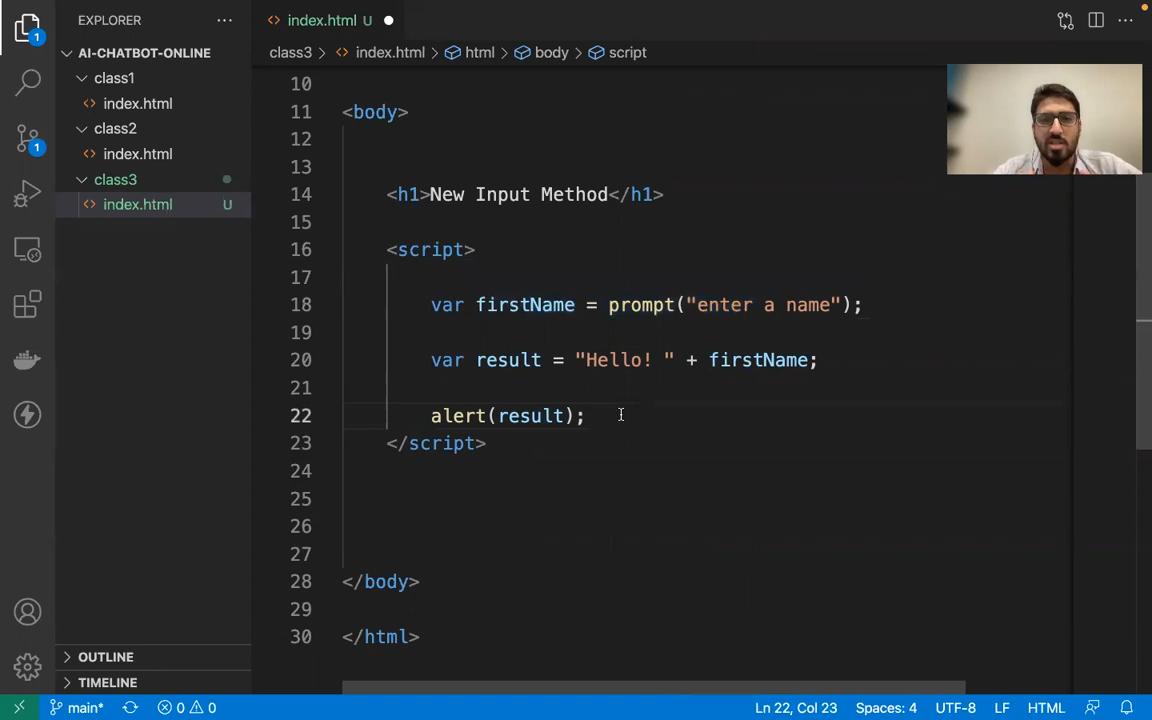 EXPLORER ···
index.html U
AI-CHATBOT-ONLINE
class1
index.html
class2
index.html
class3
index.html U
class3 > index.html > html > body > script
10
11 <body>
12
13
14 <h1>New Input Method</h1>
15
16 <script>
17
18 var firstName = prompt("enter a name");
19
20 var result = "Hello! " + firstName;
21
22 alert(result);
23 </script>
24
25
26
27
28 </body>
29
30 </html>
1
1
OUTLINE
TIMELINE
main* 0 0 Ln 22, Col 23 Spaces: 4 UTF-8 LF HTML